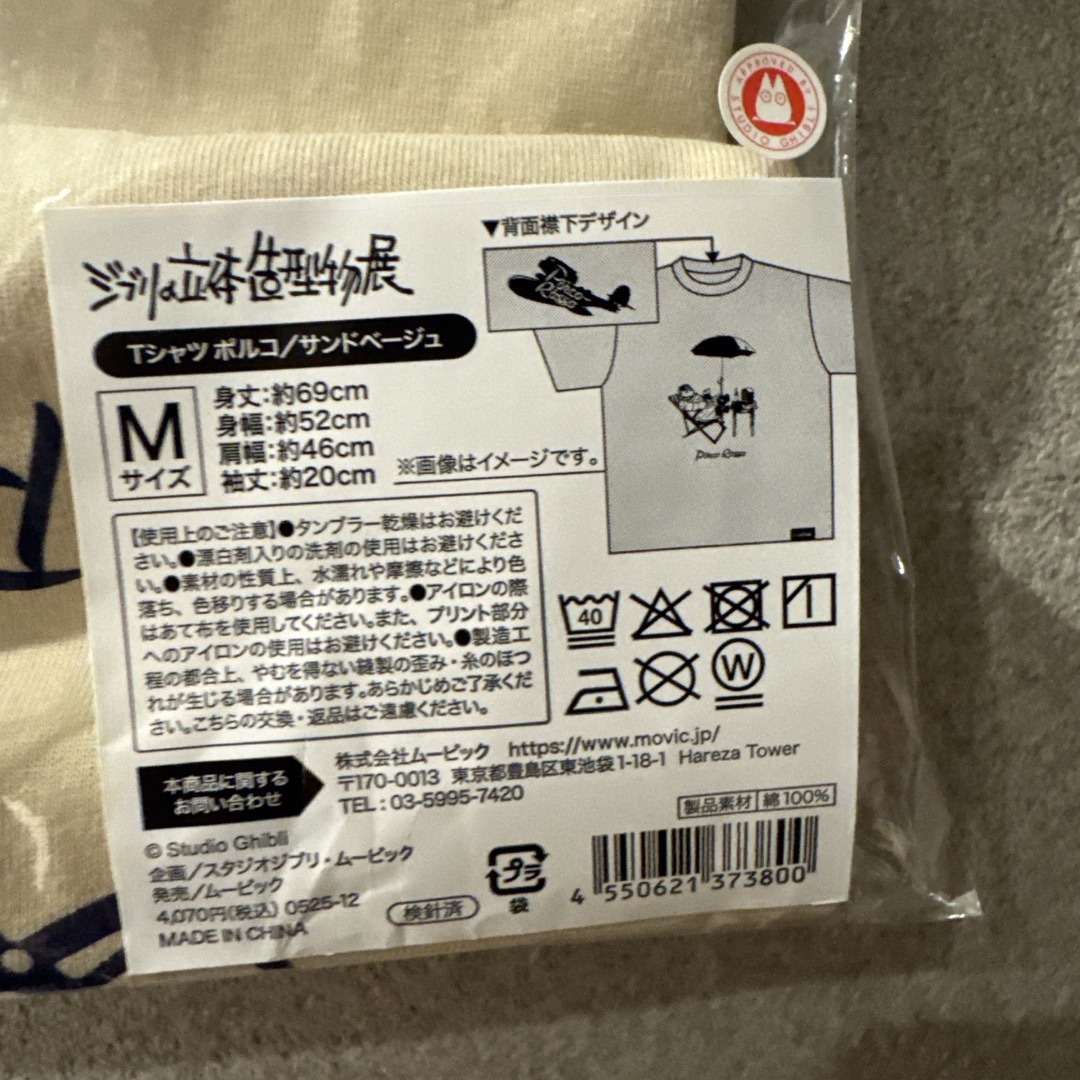 APPROVED BY STUDIO GHIBLI
ジブリの立体造型物展
▼背面襟下デザイン
Porco
Rosso
Tシャツ ポルコ/サンドベージュ
M
サイズ
身丈:約69cm
身幅:約52cm
肩幅:約46cm
袖丈:約20cm
※画像はイメージです。
Porco Rosso
【使用上のご注意】●タンブラー乾燥はお避けくだ
さい。●漂白剤入りの洗剤の使用はお避けくださ
い。●素材の性質上、水濡れや摩擦などにより色
落ち、色移りする場合があります。●アイロンの際
はあて布を使用してください。また、プリント部分
へのアイロンの使用はお避けください。●製造工
程の都合上、やむを得ない縫製の歪み・糸のほつ
れが生じる場合があります。あらかじめご了承くだ
さい。こちらの交換・返品はご遠慮ください。
40
W
本商品に関する
お問い合わせ
株式会社ムービック https://www.movic.jp/
〒170-0013 東京都豊島区東池袋1-18-1 Hareza Tower
TEL:03-5995-7420
製品素材 綿100%
© Studio Ghibli
企画/スタジオジブリ・ムービック
発売/ムービック
4,070円(税込) 0525-12
MADE IN CHINA
検針済
プラ
袋
4 550621 373800